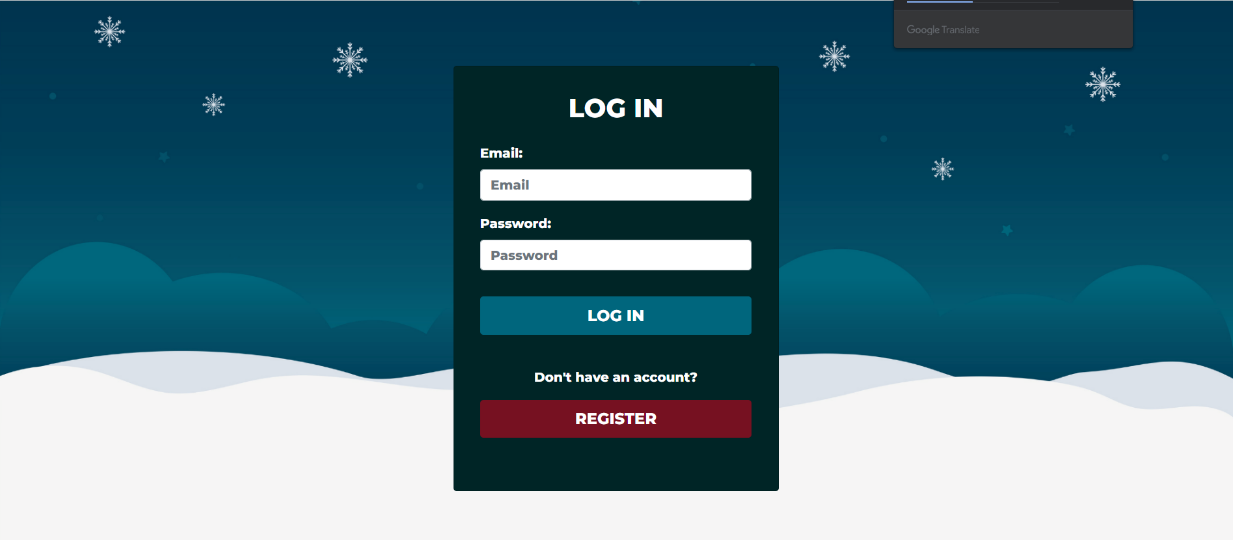 Google Translate
LOG IN
Email:
Email
Password:
Password
LOG IN
Don't have an account?
REGISTER